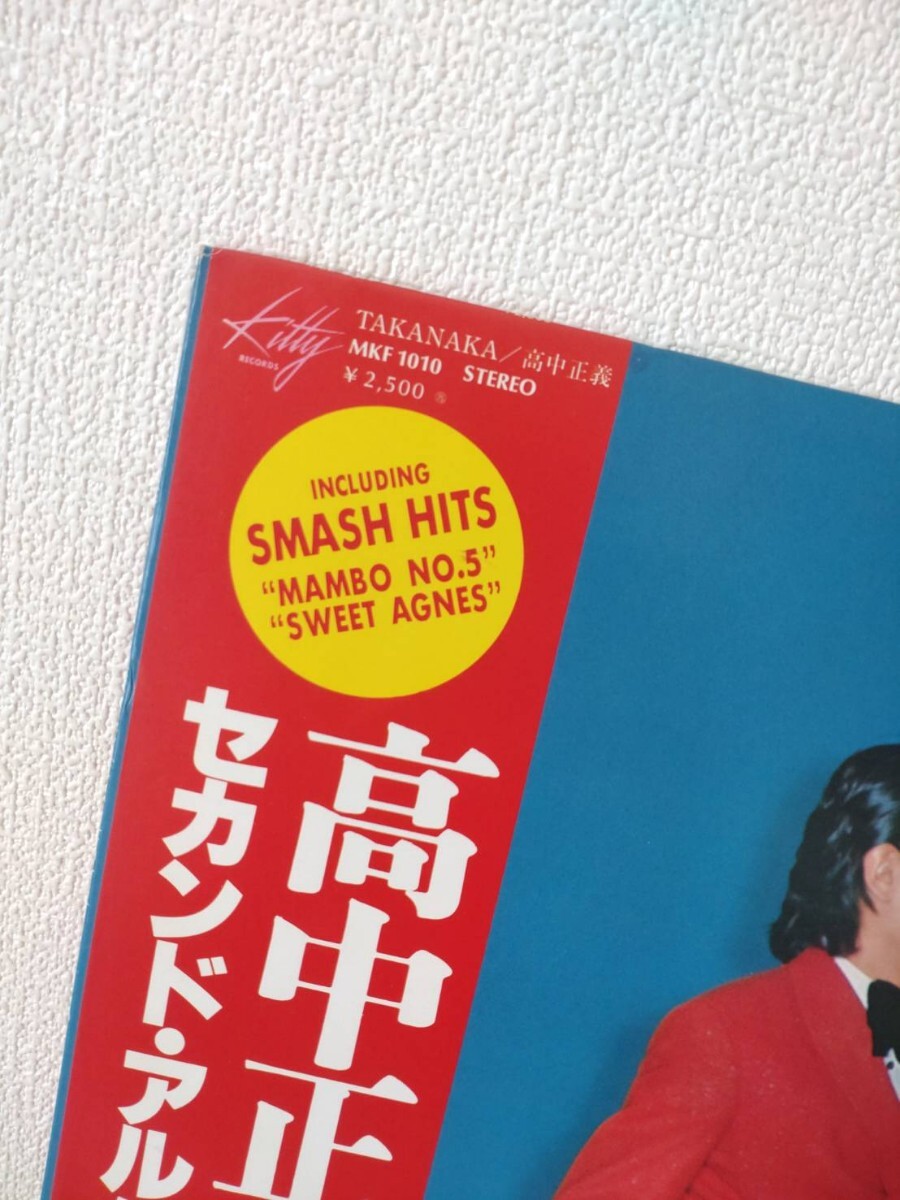 Kitty
RECORDS
TAKANAKA/高中正義
MKF 1010 STEREO
¥2,500
INCLUDING
SMASH HITS
“MAMBO NO.5”
“SWEET AGNES”
高中正
セカンド・アル